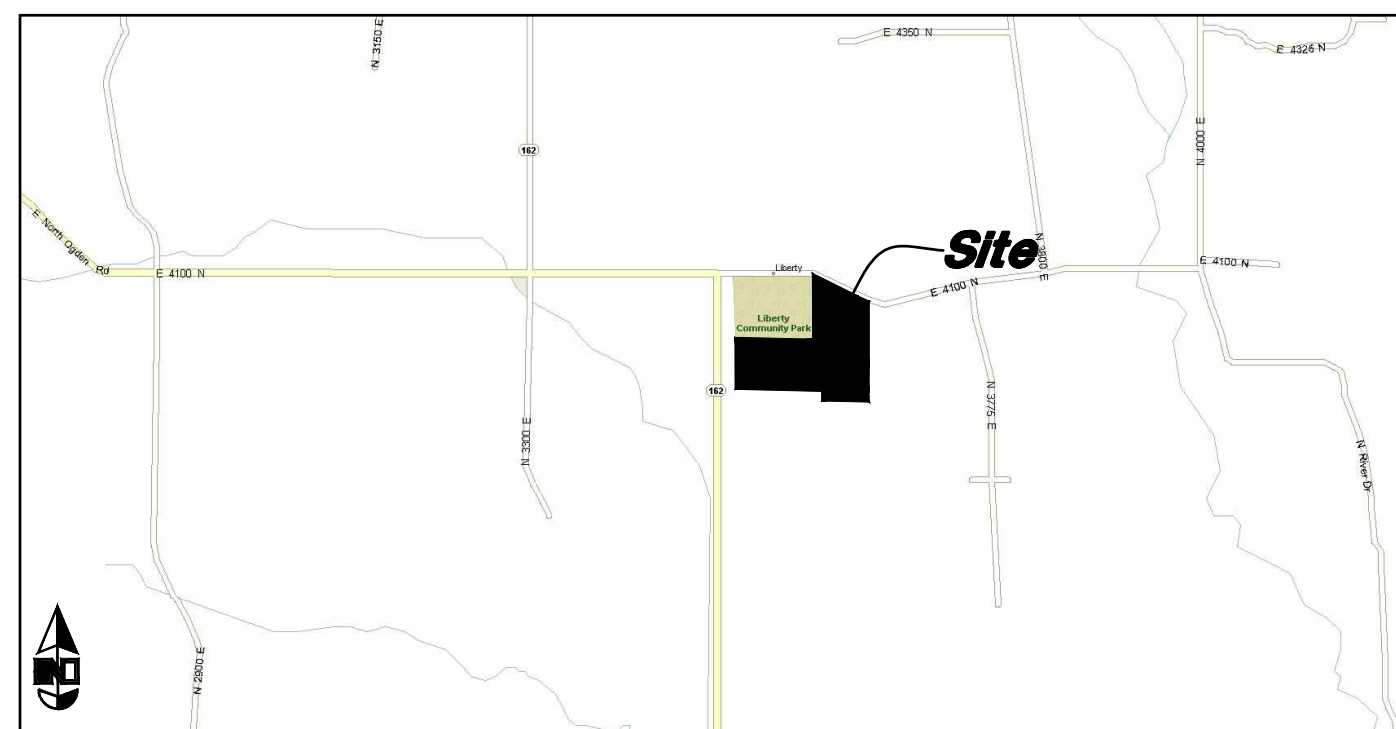 N 3150 E
E 4350 N
E 4325 N
162
N 4000 E
E North Ogden Rd
E 4100 N
Liberty
Site
N 3800 E
E 4100 N
E 4100 N
Liberty
Community Park
162
N 3775 E
N 3300 E
N River Dr
N 2900 E
N